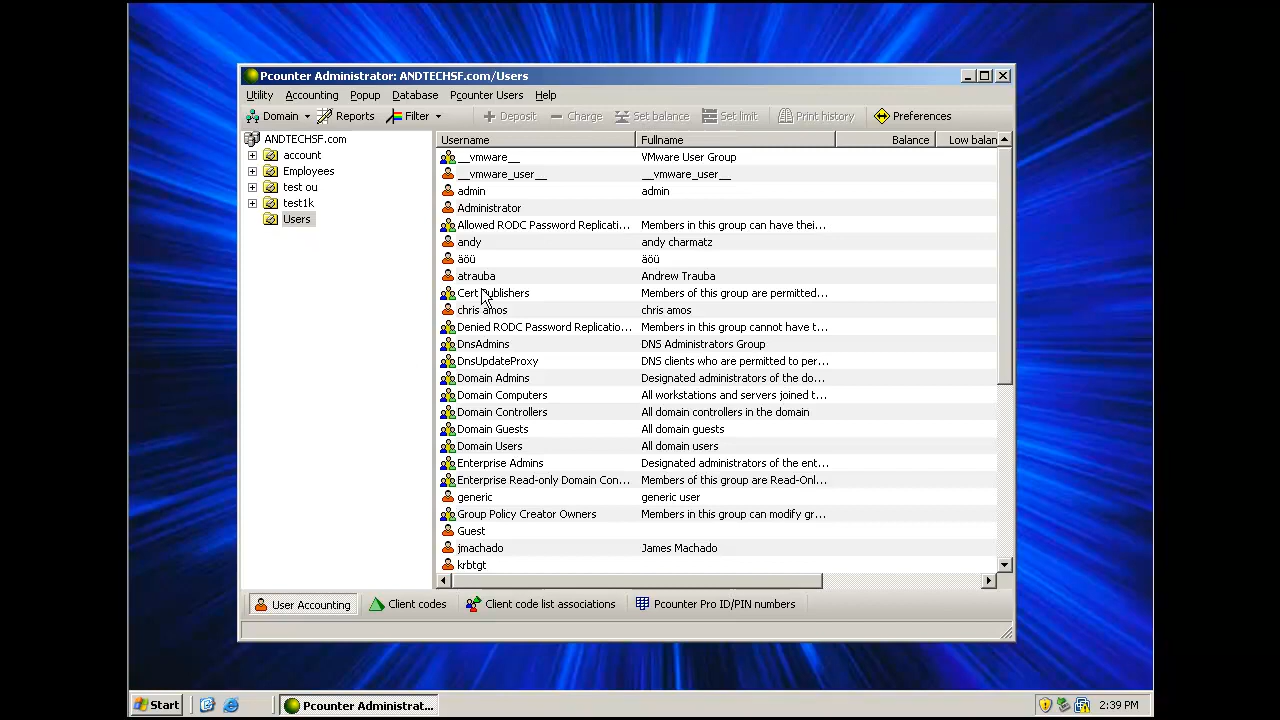 Pcounter Administrator: ANDTECHSF.com/Users
Utility Accounting Popup Database Pcounter Users Help
Domain Reports Filter Deposit Charge Set balance Set limit Print history Preferences
ANDTECHSF.com
account
Employees
test ou
test1k
Users
Username Fullname Balance Low balan
__vmware__ VMware User Group
__vmware_user__ __vmware_user__
admin admin
Administrator
Allowed RODC Password Replicati... Members in this group can have thei...
andy andy charmatz
äöü äöü
atrauba Andrew Trauba
Cert Publishers Members of this group are permitted...
chris amos chris amos
Denied RODC Password Replicatio... Members in this group cannot have t...
DnsAdmins DNS Administrators Group
DnsUpdateProxy DNS clients who are permitted to per...
Domain Admins Designated administrators of the do...
Domain Computers All workstations and servers joined t...
Domain Controllers All domain controllers in the domain
Domain Guests All domain guests
Domain Users All domain users
Enterprise Admins Designated administrators of the ent...
Enterprise Read-only Domain Con... Members of this group are Read-Onl...
generic generic user
Group Policy Creator Owners Members in this group can modify gr...
Guest
jmachado James Machado
krbtgt
User Accounting Client codes Client code list associations Pcounter Pro ID/PIN numbers
Start Pcounter Administrat... 2:39 PM